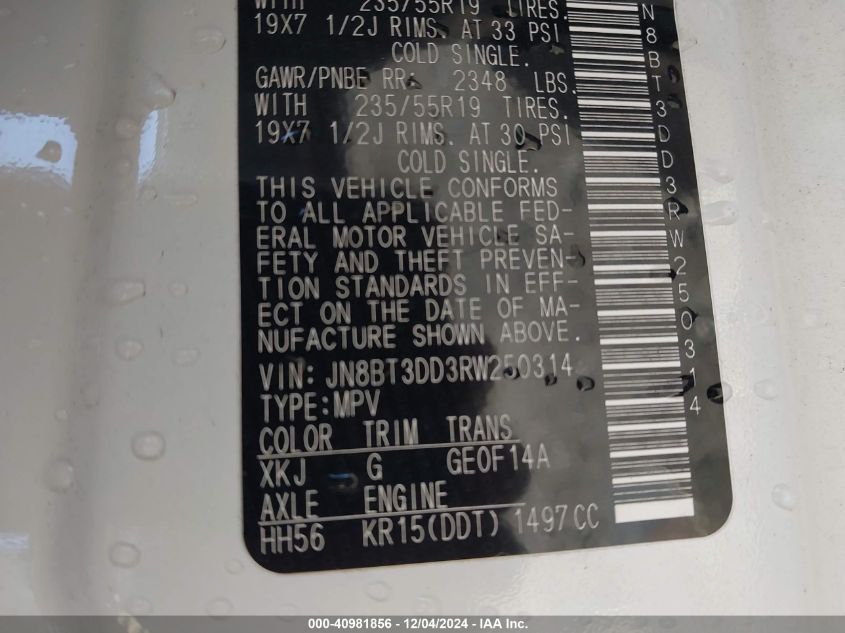 WITH 235/55R19 TIRES.
19X7 1/2J RIMS. AT 33 PSI
COLD SINGLE.
GAWR/PNBE RR: 2348 LBS.
WITH 235/55R19 TIRES.
19X7 1/2J RIMS. AT 30 PSI
COLD SINGLE.
THIS VEHICLE CONFORMS
TO ALL APPLICABLE FED-
ERAL MOTOR VEHICLE SA-
FETY AND THEFT PREVEN-
TION STANDARDS IN EFF-
ECT ON THE DATE OF MA-
NUFACTURE SHOWN ABOVE.
VIN: JN8BT3DD3RW250314
TYPE:MPV
COLOR TRIM TRANS
XKJ G GE0F14A
AXLE ENGINE
HH56 KR15(DDT) 1497CC
N8BT3DD3RW250314
000-40981856 - 12/04/2024 - IAA Inc.